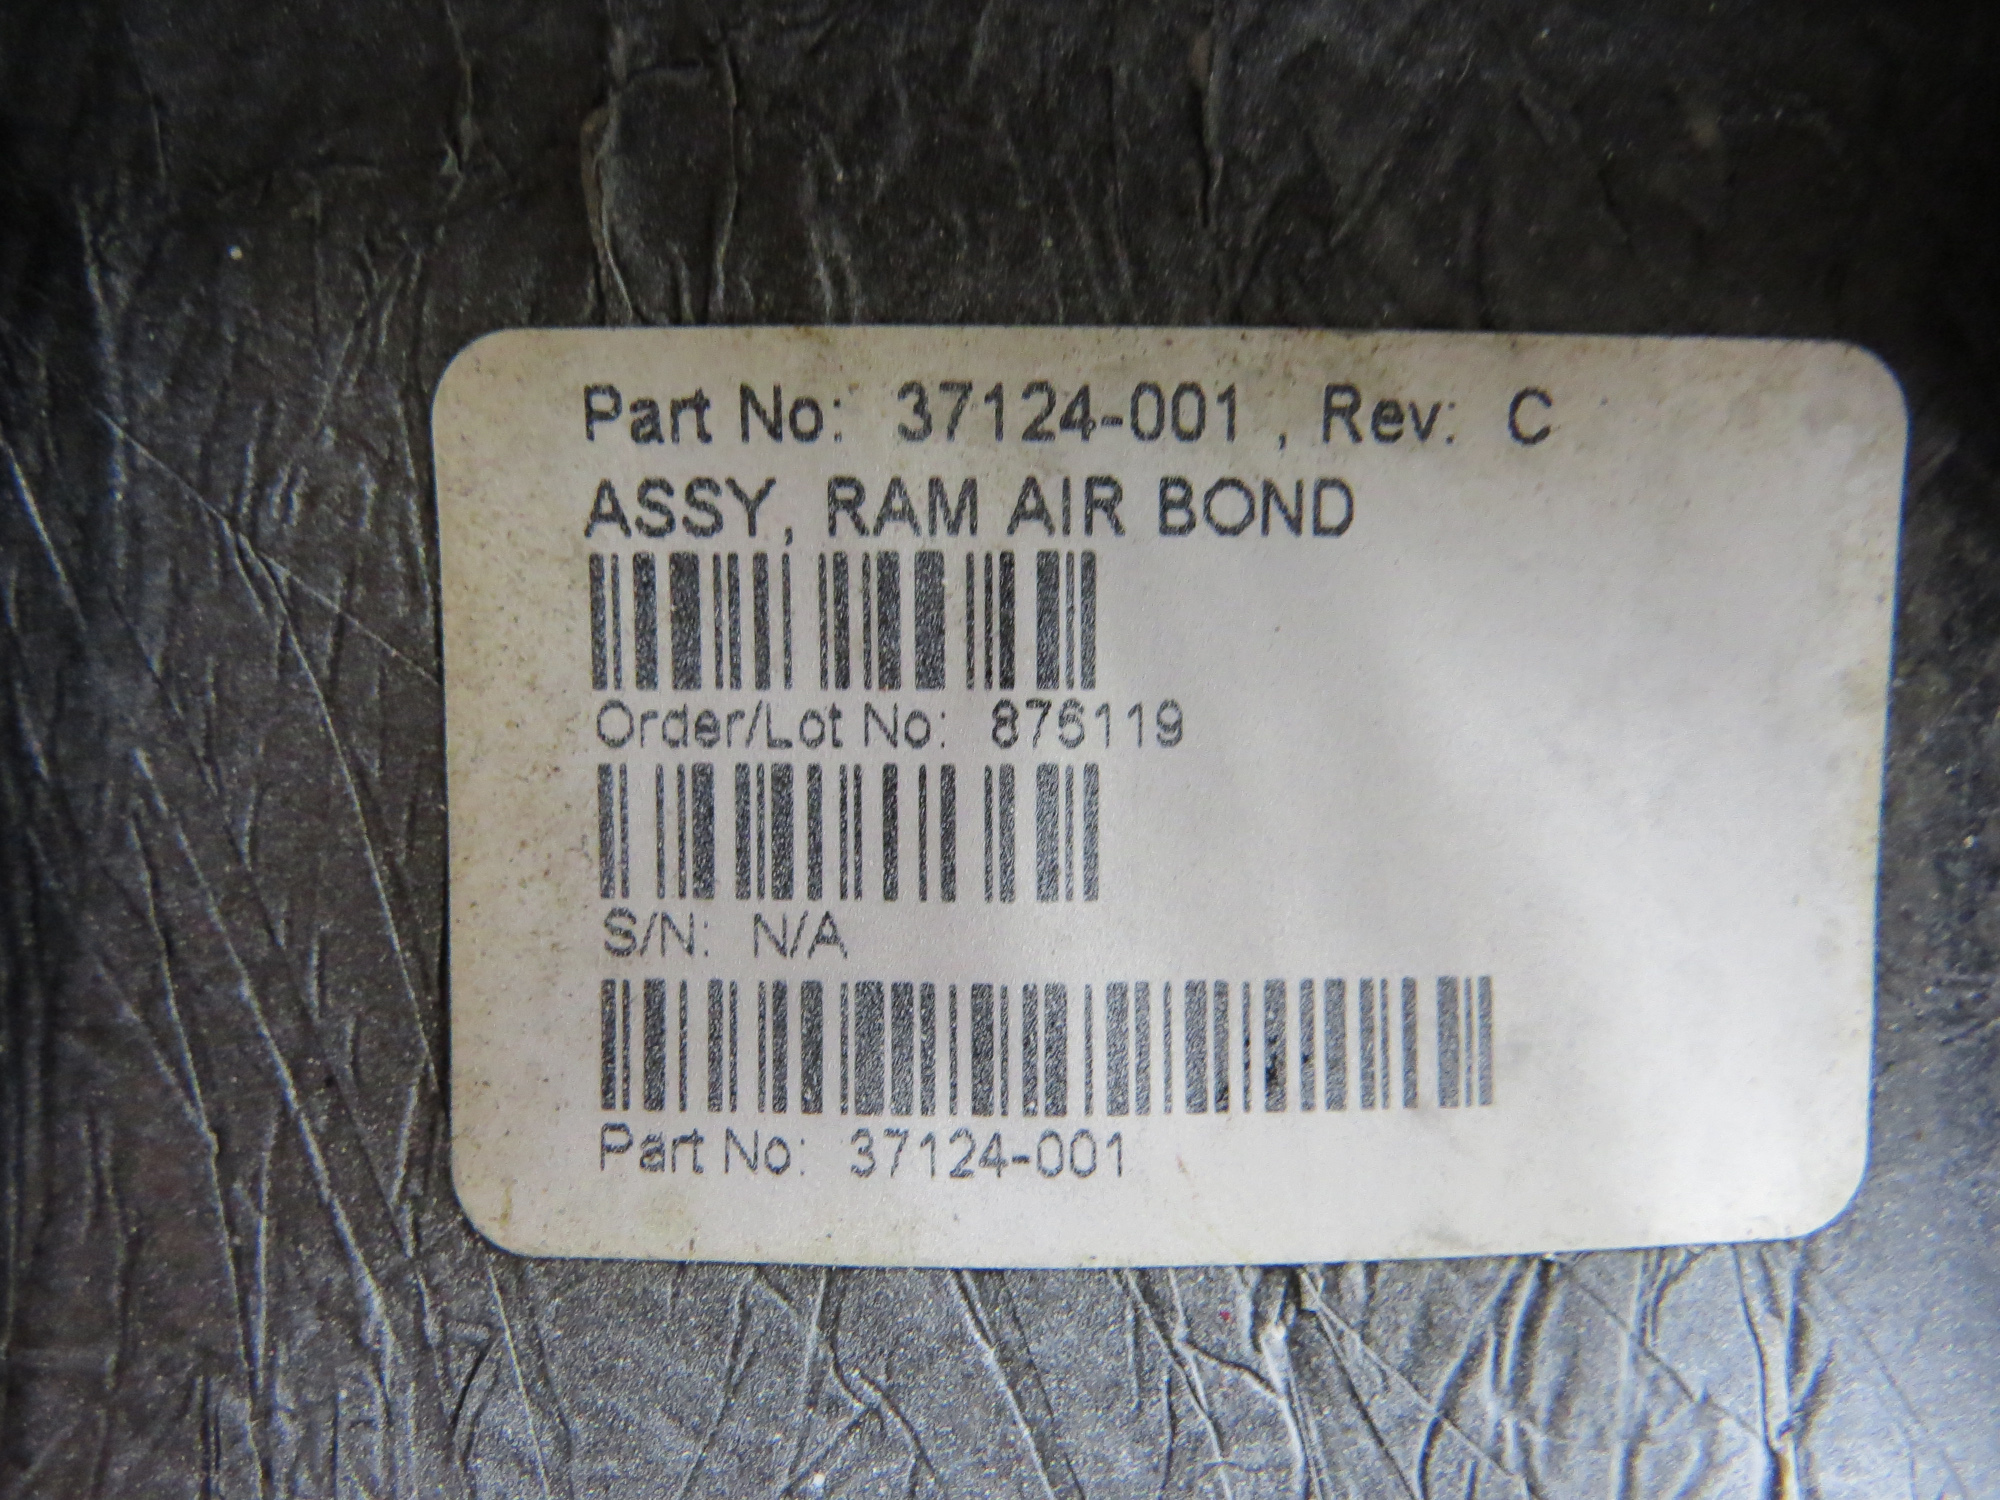 Part No: 37124-001 , Rev: C
ASSY, RAM AIR BOND
Order/Lot No: 876119
S/N: N/A
Part No: 37124-001